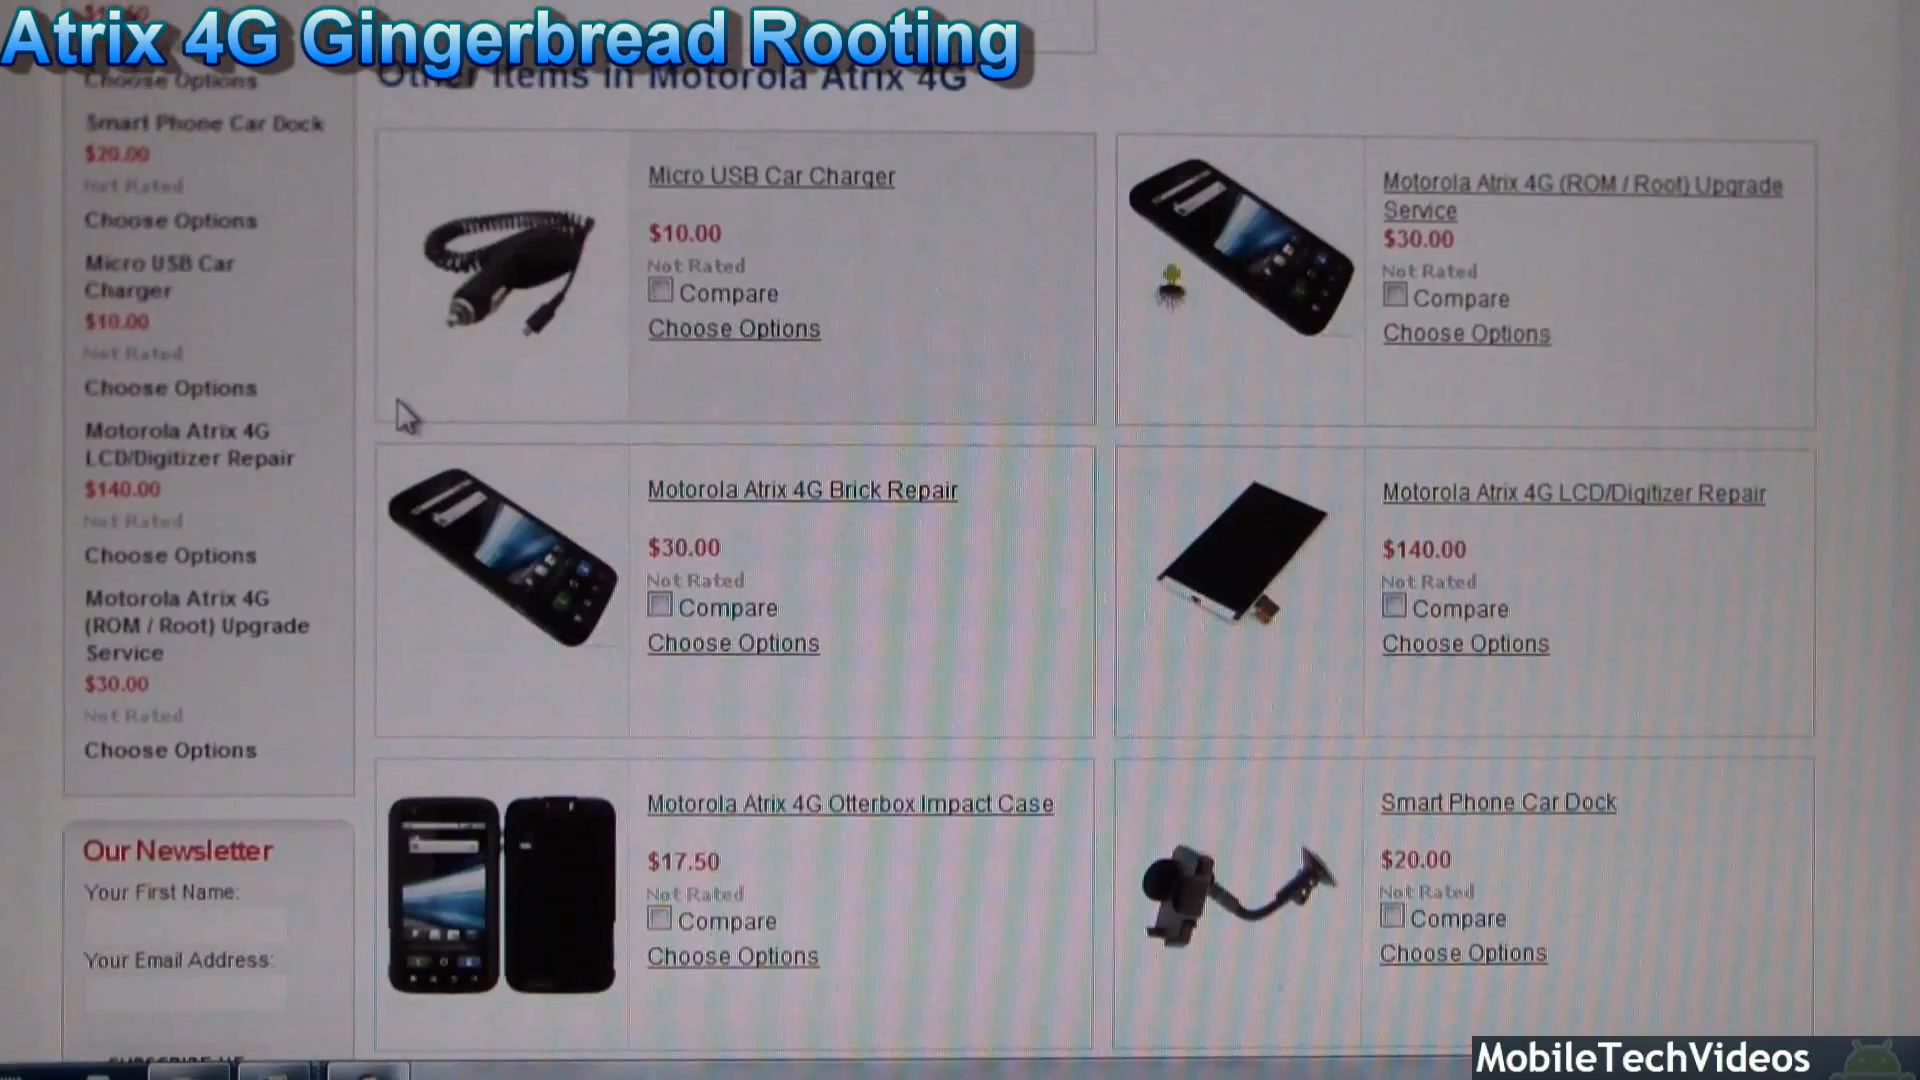 Atrix 4G Gingerbread Rooting
Choose Options
Smart Phone Car Dock
$20.00
Not Rated
Choose Options
Micro USB Car
Charger
$10.00
Not Rated
Choose Options
Motorola Atrix 4G
LCD/Digitizer Repair
$140.00
Not Rated
Choose Options
Motorola Atrix 4G
(ROM / Root) Upgrade
Service
$30.00
Not Rated
Choose Options
Our Newsletter
Your First Name:
Your Email Address:
SUBSCRIBE ME
Other Items in Motorola Atrix 4G
Micro USB Car Charger
$10.00
Not Rated
Compare
Choose Options
Motorola Atrix 4G (ROM / Root) Upgrade
Service
$30.00
Not Rated
Compare
Choose Options
Motorola Atrix 4G Brick Repair
$30.00
Not Rated
Compare
Choose Options
Motorola Atrix 4G LCD/Digitizer Repair
$140.00
Not Rated
Compare
Choose Options
Motorola Atrix 4G Otterbox Impact Case
$17.50
Not Rated
Compare
Choose Options
Smart Phone Car Dock
$20.00
Not Rated
Compare
Choose Options
MobileTechVideos